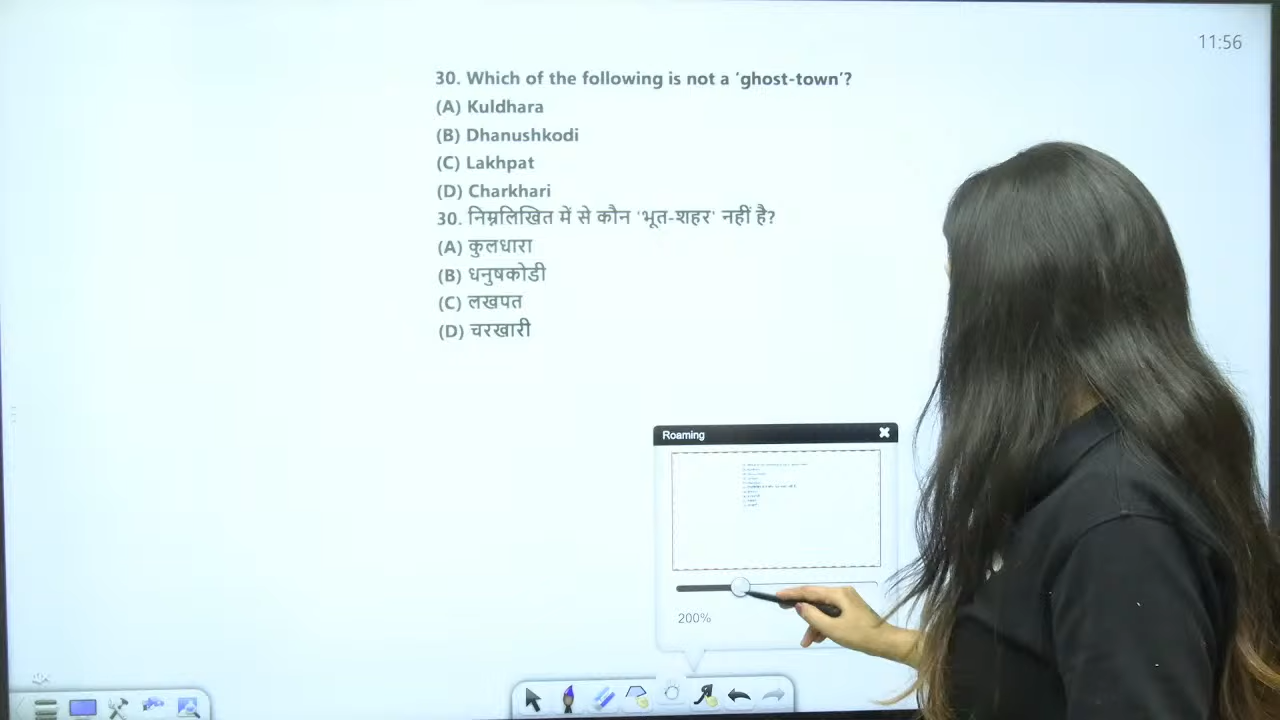 11:56
30. Which of the following is not a ‘ghost-town’?
(A) Kuldhara
(B) Dhanushkodi
(C) Lakhpat
(D) Charkhari
30. निम्नलिखित में से कौन 'भूत-शहर' नहीं है?
(A) कुलधारा
(B) धनुषकोडी
(C) लखपत
(D) चरखारी
Roaming
200%